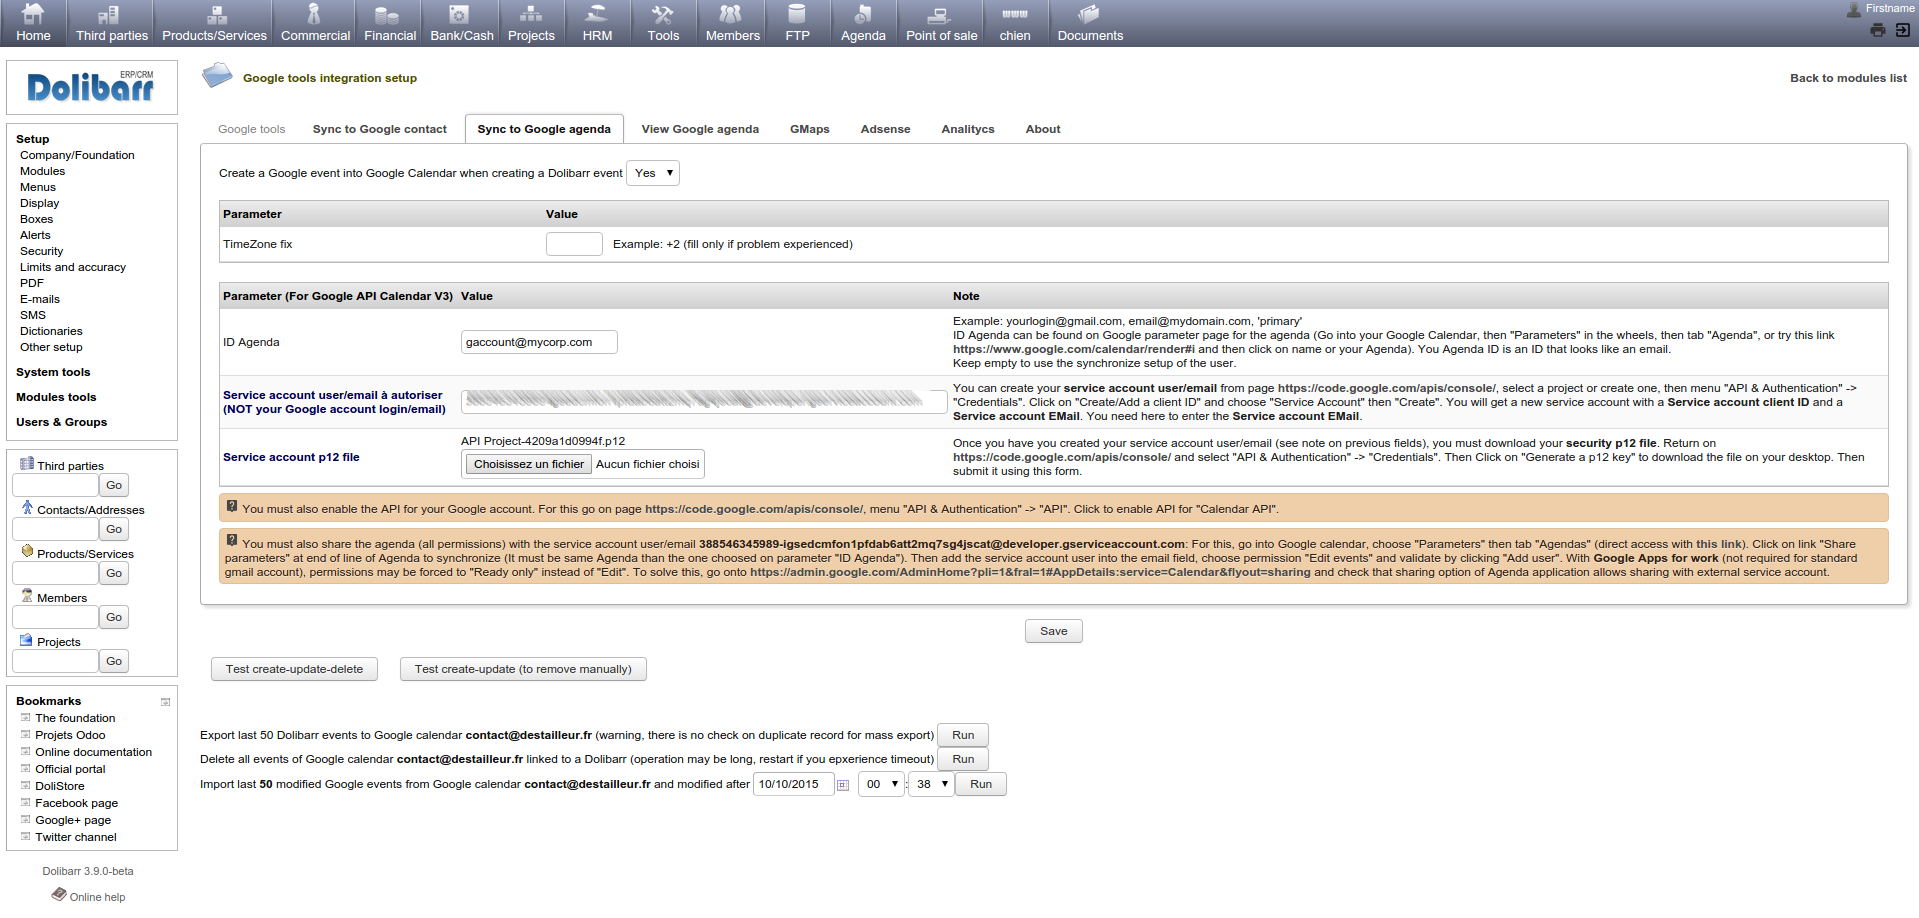 Home Third parties Products/Services Commercial Financial Bank/Cash Projects HRM Tools Members FTP Agenda Point of sale chien Documents
Firstname
Dolibarr ERP/CRM
Setup
Company/Foundation
Modules
Menus
Display
Boxes
Alerts
Security
Limits and accuracy
PDF
E-mails
SMS
Dictionaries
Other setup
System tools
Modules tools
Users & Groups
Third parties
Go
Contacts/Addresses
Go
Products/Services
Go
Members
Go
Projects
Go
Bookmarks
The foundation
Projets Odoo
Online documentation
Official portal
DoliStore
Facebook page
Google+ page
Twitter channel
Dolibarr 3.9.0-beta
Online help
Google tools integration setup
Back to modules list
Google tools Sync to Google contact Sync to Google agenda View Google agenda GMaps Adsense Analitycs About
Create a Google event into Google Calendar when creating a Dolibarr event Yes
Parameter Value
TimeZone fix Example: +2 (fill only if problem experienced)
Parameter (For Google API Calendar V3) Value Note
ID Agenda gaccount@mycorp.com
Example: yourlogin@gmail.com, email@mydomain.com, 'primary'
ID Agenda can be found on Google parameter page for the agenda (Go into your Google Calendar, then "Parameters" in the wheels, then tab "Agenda", or try this link
https://www.google.com/calendar/render#i and then click on name or your Agenda). You Agenda ID is an ID that looks like an email.
Keep empty to use the synchronize setup of the user.
Service account user/email à autoriser
(NOT your Google account login/email)
You can create your service account user/email from page https://code.google.com/apis/console/, select a project or create one, then menu "API & Authentication" ->
"Credentials". Click on "Create/Add a client ID" and choose "Service Account" then "Create". You will get a new service account with a Service account client ID and a
Service account EMail. You need here to enter the Service account EMail.
Service account p12 file
API Project-4209a1d0994f.p12
Choisissez un fichier Aucun fichier choisi
Once you have you created your service account user/email (see note on previous fields), you must download your security p12 file. Return on
https://code.google.com/apis/console/ and select "API & Authentication" -> "Credentials". Then Click on "Generate a p12 key" to download the file on your desktop. Then
submit it using this form.
You must also enable the API for your Google account. For this go on page https://code.google.com/apis/console/, menu "API & Authentication" -> "API". Click to enable API for "Calendar API".
You must also share the agenda (all permissions) with the service account user/email 388546345989-igsedcmfon1pfdab6att2mq7sg4jscat@developer.gserviceaccount.com: For this, go into Google calendar, choose "Parameters" then tab "Agendas" (direct access with this link). Click on link "Share
parameters" at end of line of Agenda to synchronize (It must be same Agenda than the one choosed on parameter "ID Agenda"). Then add the service account user into the email field, choose permission "Edit events" and validate by clicking "Add user". With Google Apps for work (not required for standard
gmail account), permissions may be forced to "Ready only" instead of "Edit". To solve this, go onto https://admin.google.com/AdminHome?pli=1&fral=1#AppDetails:service=Calendar&flyout=sharing and check that sharing option of Agenda application allows sharing with external service account.
Save
Test create-update-delete Test create-update (to remove manually)
Export last 50 Dolibarr events to Google calendar contact@destailleur.fr (warning, there is no check on duplicate record for mass export) Run
Delete all events of Google calendar contact@destailleur.fr linked to a Dolibarr (operation may be long, restart if you epxerience timeout) Run
Import last 50 modified Google events from Google calendar contact@destailleur.fr and modified after 10/10/2015 00 : 38 Run